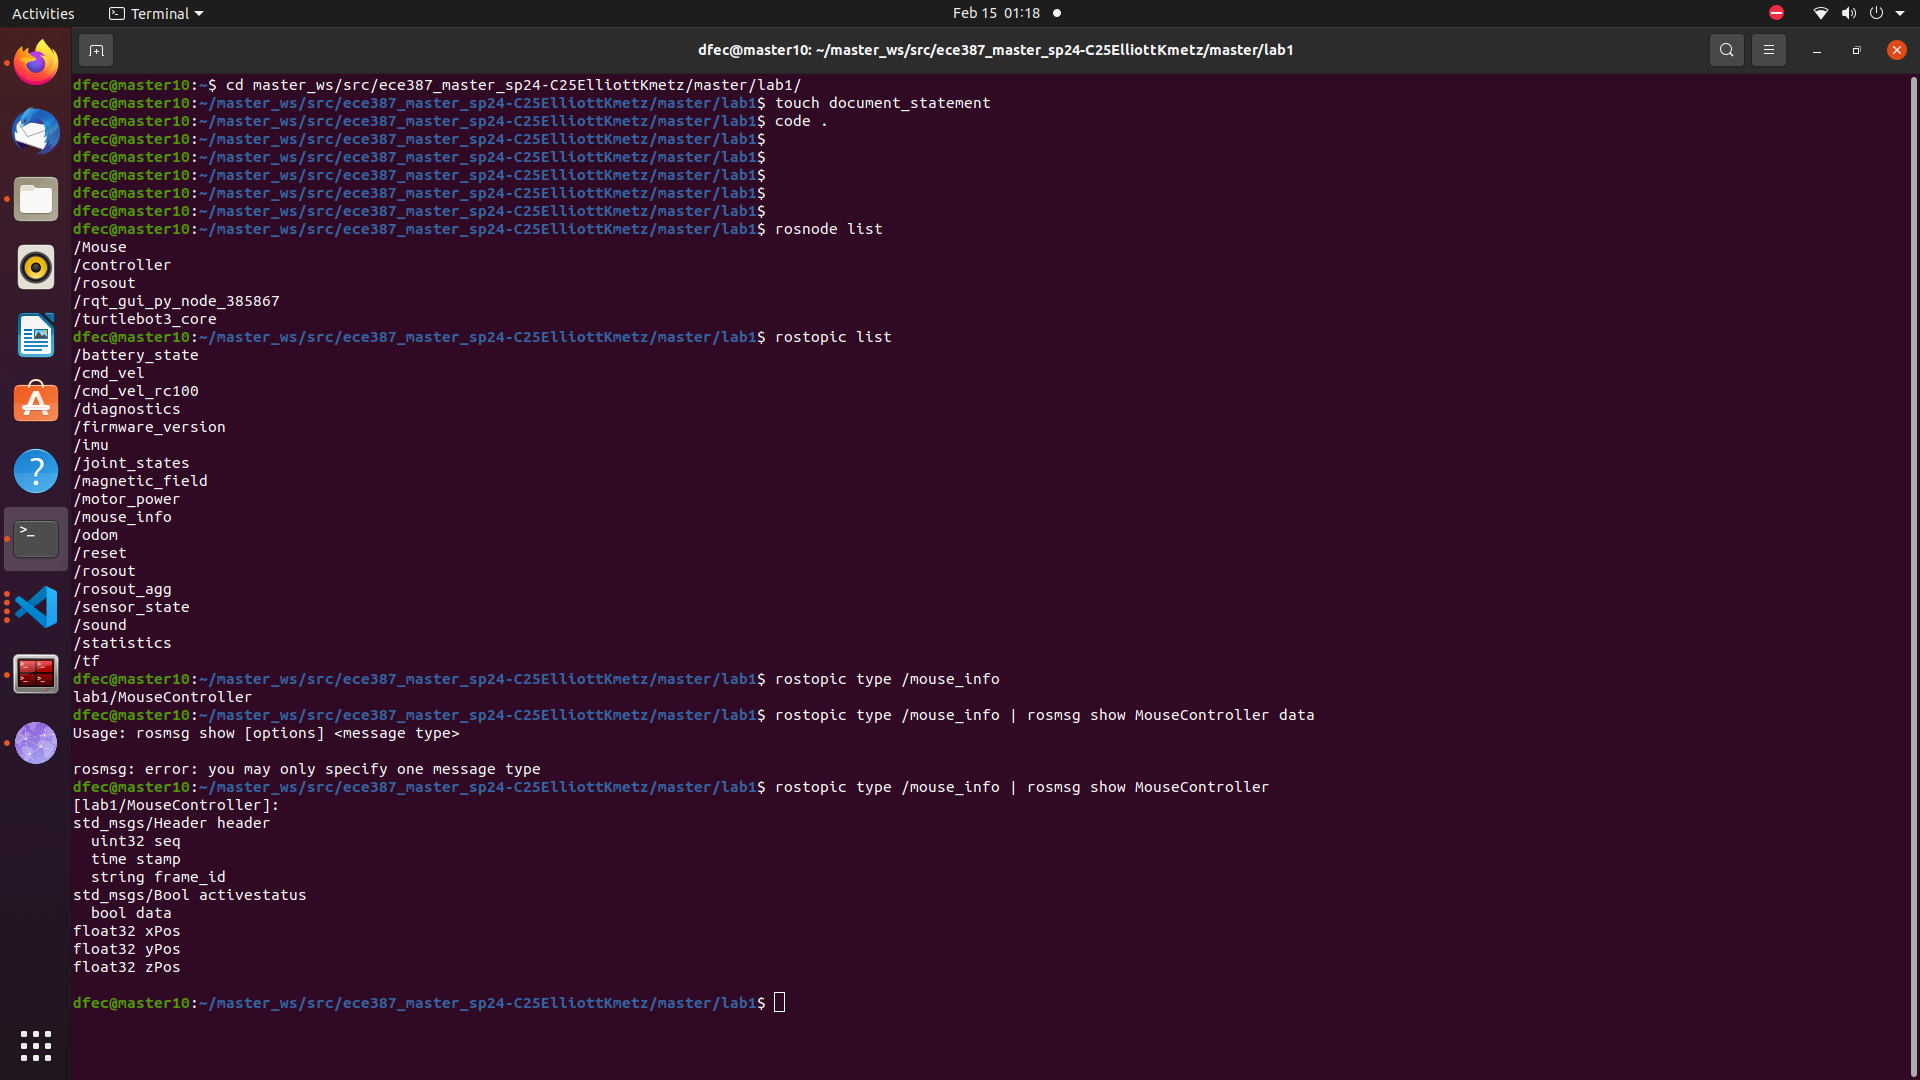 Activities
Terminal
Feb 15 01:18
dfec@master10: ~/master_ws/src/ece387_master_sp24-C25ElliottKmetz/master/lab1
dfec@master10:~$ cd master_ws/src/ece387_master_sp24-C25ElliottKmetz/master/lab1/
dfec@master10:~/master_ws/src/ece387_master_sp24-C25ElliottKmetz/master/lab1$ touch document_statement
dfec@master10:~/master_ws/src/ece387_master_sp24-C25ElliottKmetz/master/lab1$ code .
dfec@master10:~/master_ws/src/ece387_master_sp24-C25ElliottKmetz/master/lab1$
dfec@master10:~/master_ws/src/ece387_master_sp24-C25ElliottKmetz/master/lab1$
dfec@master10:~/master_ws/src/ece387_master_sp24-C25ElliottKmetz/master/lab1$
dfec@master10:~/master_ws/src/ece387_master_sp24-C25ElliottKmetz/master/lab1$
dfec@master10:~/master_ws/src/ece387_master_sp24-C25ElliottKmetz/master/lab1$
dfec@master10:~/master_ws/src/ece387_master_sp24-C25ElliottKmetz/master/lab1$ rosnode list
/Mouse
/controller
/rosout
/rqt_gui_py_node_385867
/turtlebot3_core
dfec@master10:~/master_ws/src/ece387_master_sp24-C25ElliottKmetz/master/lab1$ rostopic list
/battery_state
/cmd_vel
/cmd_vel_rc100
/diagnostics
/firmware_version
/imu
/joint_states
/magnetic_field
/motor_power
/mouse_info
/odom
/reset
/rosout
/rosout_agg
/sensor_state
/sound
/statistics
/tf
dfec@master10:~/master_ws/src/ece387_master_sp24-C25ElliottKmetz/master/lab1$ rostopic type /mouse_info
lab1/MouseController
dfec@master10:~/master_ws/src/ece387_master_sp24-C25ElliottKmetz/master/lab1$ rostopic type /mouse_info | rosmsg show MouseController data
Usage: rosmsg show [options] <message type>
rosmsg: error: you may only specify one message type
dfec@master10:~/master_ws/src/ece387_master_sp24-C25ElliottKmetz/master/lab1$ rostopic type /mouse_info | rosmsg show MouseController
[lab1/MouseController]:
std_msgs/Header header
  uint32 seq
  time stamp
  string frame_id
std_msgs/Bool activestatus
  bool data
float32 xPos
float32 yPos
float32 zPos
dfec@master10:~/master_ws/src/ece387_master_sp24-C25ElliottKmetz/master/lab1$